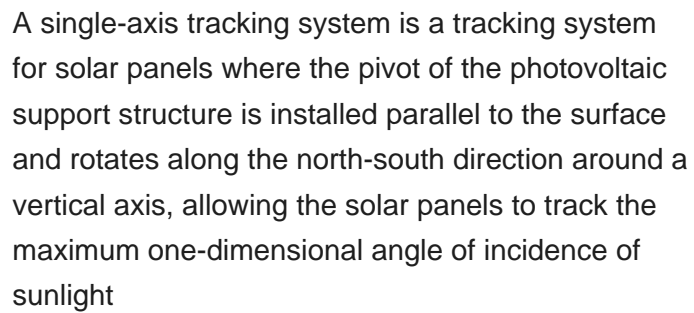 A single-axis tracking system is a tracking system
for solar panels where the pivot of the photovoltaic
support structure is installed parallel to the surface
and rotates along the north-south direction around a
vertical axis, allowing the solar panels to track the
maximum one-dimensional angle of incidence of
sunlight